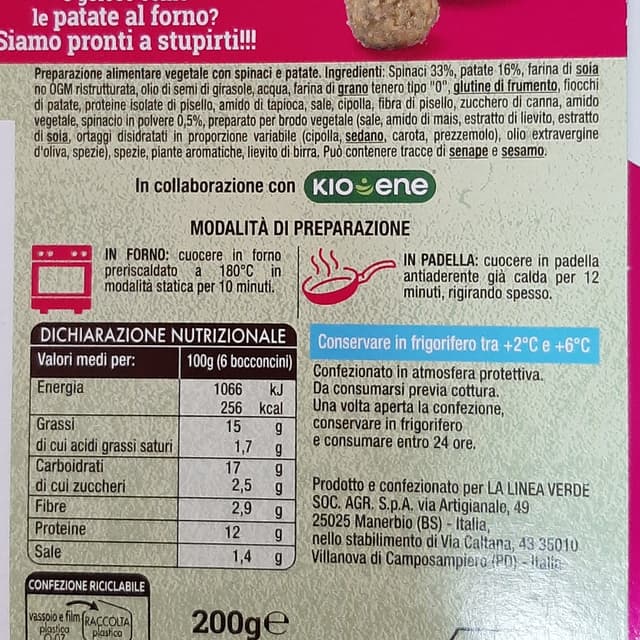 le patate al forno?
Siamo pronti a stupirti!!!
Preparazione alimentare vegetale con spinaci e patate. Ingredienti: Spinaci 33%, patate 16%, farina di soia
no OGM ristrutturata, olio di semi di girasole, acqua, farina di grano tenero tipo "0", glutine di frumento, fiocchi
di patate, proteine isolate di pisello, amido di tapioca, sale, cipolla, fibra di pisello, zucchero di canna, amido
vegetale, spinacio in polvere 0,5%, preparato per brodo vegetale (sale, amido di mais, estratto di lievito, estratto
di soia, ortaggi disidratati in proporzione variabile (cipolla, sedano, carota, prezzemolo), olio extravergine
d'oliva, spezie), spezie, piante aromatiche, lievito di birra. Può contenere tracce di senape e sesamo.
In collaborazione con KIOENE
MODALITÀ DI PREPARAZIONE
IN FORNO: cuocere in forno
preriscaldato a 180°C in
modalità statica per 10 minuti.
IN PADELLA: cuocere in padella
antiaderente già calda per 12
minuti, rigirando spesso.
DICHIARAZIONE NUTRIZIONALE
Valori medi per: 100g (6 bocconcini)
Energia 1066 kJ
256 kcal
Grassi 15 g
di cui acidi grassi saturi 1,7 g
Carboidrati 17 g
di cui zuccheri 2,5 g
Fibre 2,9 g
Proteine 12 g
Sale 1,4 g
Conservare in frigorifero tra +2°C e +6°C
Confezionato in atmosfera protettiva.
Da consumarsi previa cottura.
Una volta aperta la confezione,
conservare in frigorifero
e consumare entro 24 ore.
Prodotto e confezionato per LA LINEA VERDE
SOC. AGR. S.p.A. via Artigianale, 49
25025 Manerbio (BS) - Italia,
nello stabilimento di Via Caltana, 43 35010
Villanova di Camposampiero (PD) - Italia
CONFEZIONE RICICLABILE
vassoio e film
plastica
RACCOLTA
plastica
200g℮